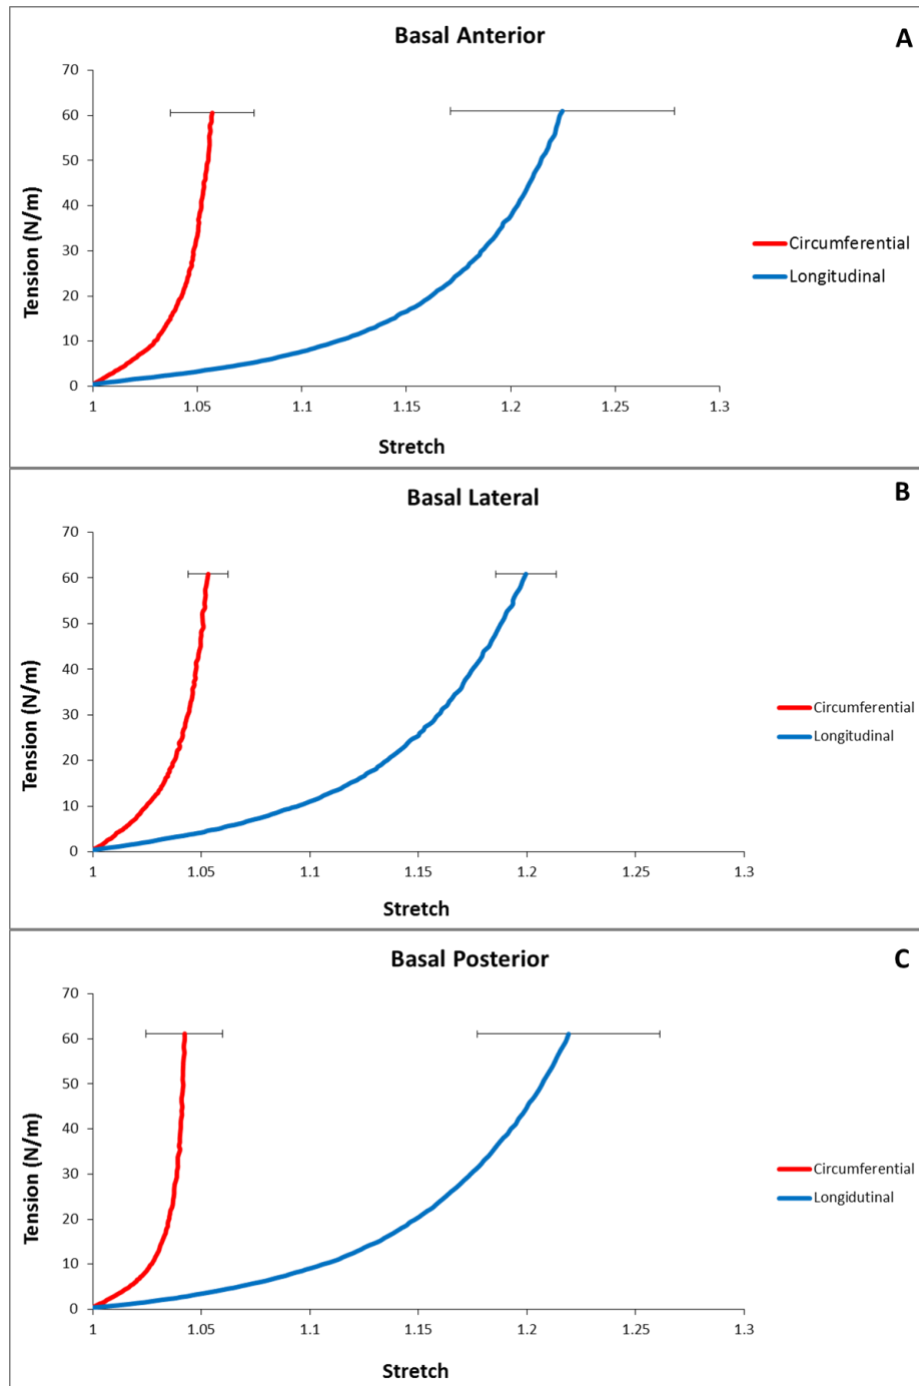 Basal Anterior
A
70
60
50
40
30
20
10
0
Tension (N/m)
1
1.05
1.1
1.15
1.2
1.25
1.3
Stretch
Circumferential
Longitudinal
Basal Lateral
B
70
60
50
40
30
20
10
0
Tension (N/m)
1
1.05
1.1
1.15
1.2
1.25
1.3
Stretch
Circumferential
Longitudinal
Basal Posterior
C
70
60
50
40
30
20
10
0
Tension (N/m)
1
1.05
1.1
1.15
1.2
1.25
1.3
Stretch
Circumferential
Longidutinal